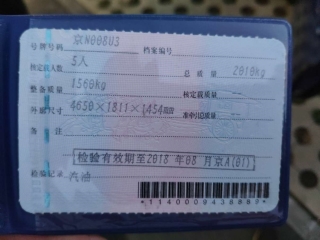 号牌号码 京N008U3 档案编号
核定载人数 5人 总质量 2010kg
整备质量 1560kg 核定载质量 --
外廓尺寸 4650×1811×1454mm 准牵引总质量 --
备注
检验有效期至2018 年08 月京A(01)
检验记录 汽油